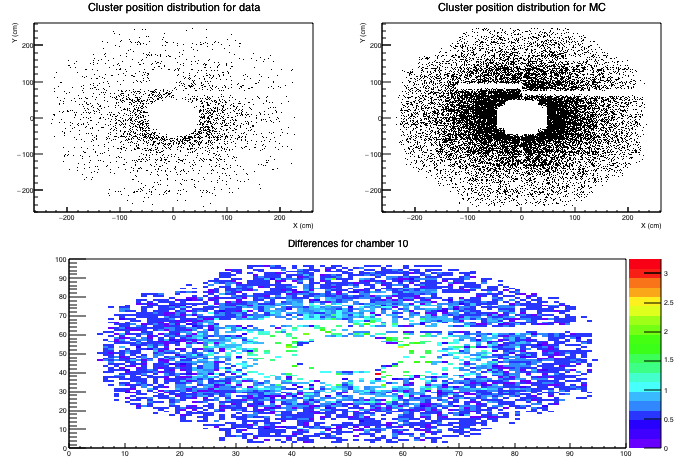 Cluster position distribution for data
Y (cm)
200
100
0
−100
−200
−200 −100 0 100 200
X (cm)
Cluster position distribution for MC
Y (cm)
200
100
0
−100
−200
−200 −100 0 100 200
X (cm)
Differences for chamber 10
100
90
80
70
60
50
40
30
20
10
0
0 10 20 30 40 50 60 70 80 90 100
3
2.5
2
1.5
1
0.5
0